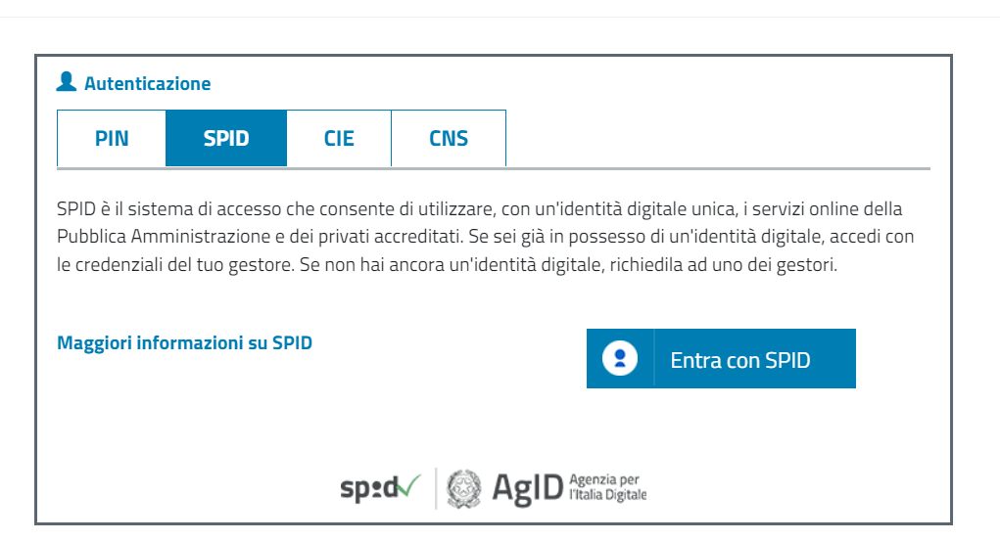 Autenticazione
PIN SPID CIE CNS
SPID è il sistema di accesso che consente di utilizzare, con un'identità digitale unica, i servizi online della
Pubblica Amministrazione e dei privati accreditati. Se sei già in possesso di un'identità digitale, accedi con
le credenziali del tuo gestore. Se non hai ancora un'identità digitale, richiedila ad uno dei gestori.
Maggiori informazioni su SPID
Entra con SPID
spid
AgID Agenzia per
l'Italia Digitale